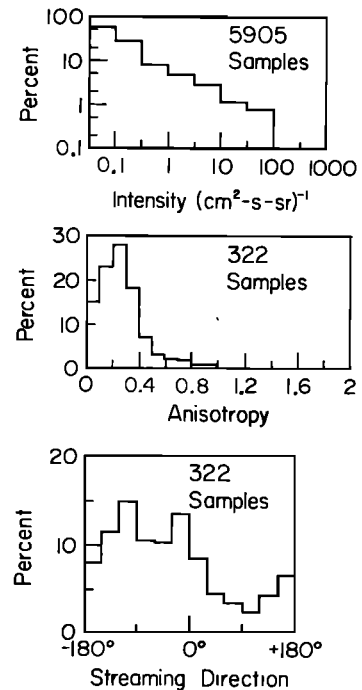 100
10
1
0.1
Percent
5905
Samples
0.1 1 10 100 1000
Intensity (cm²-s-sr)⁻¹
30
20
10
0
Percent
322
Samples
0 0.4 0.8 1.2 1.6 2
Anisotropy
20
10
0
Percent
322
Samples
-180° 0° +180°
Streaming Direction